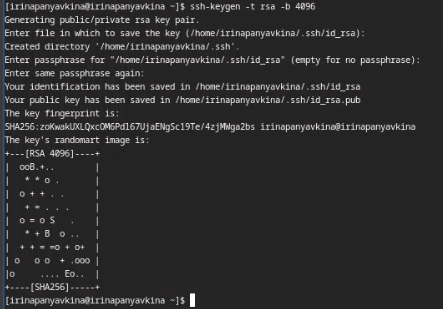 [irinapanyavkina@irinapanyavkina ~]$ ssh-keygen -t rsa -b 4096
Generating public/private rsa key pair.
Enter file in which to save the key (/home/irinapanyavkina/.ssh/id_rsa):
Created directory '/home/irinapanyavkina/.ssh'.
Enter passphrase for "/home/irinapanyavkina/.ssh/id_rsa" (empty for no passphrase):
Enter same passphrase again:
Your identification has been saved in /home/irinapanyavkina/.ssh/id_rsa
Your public key has been saved in /home/irinapanyavkina/.ssh/id_rsa.pub
The key fingerprint is:
SHA256:zoKwakUXLQxcOM6Pdl67UjaENgSc19Te/4zjMWga2bs irinapanyavkina@irinapanyavkina
The key's randomart image is:
+---[RSA 4096]----+
|  ooB.+..        |
|   * * o .       |
|  o + + . .      |
|   + = . . .     |
|  o = o S   .    |
|   * + B  o ..   |
|  + + = =o + o+  |
| o   o o  + .ooo |
|o     .... Eo..  |
+----[SHA256]-----+
[irinapanyavkina@irinapanyavkina ~]$